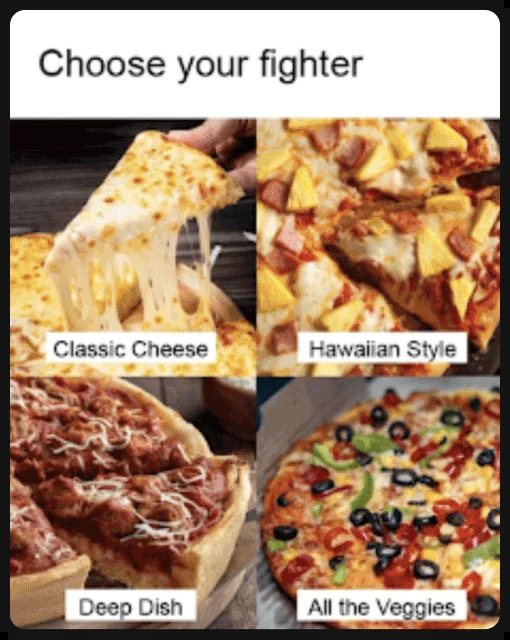 Choose your fighter
Classic Cheese
Hawaiian Style
Deep Dish
All the Veggies